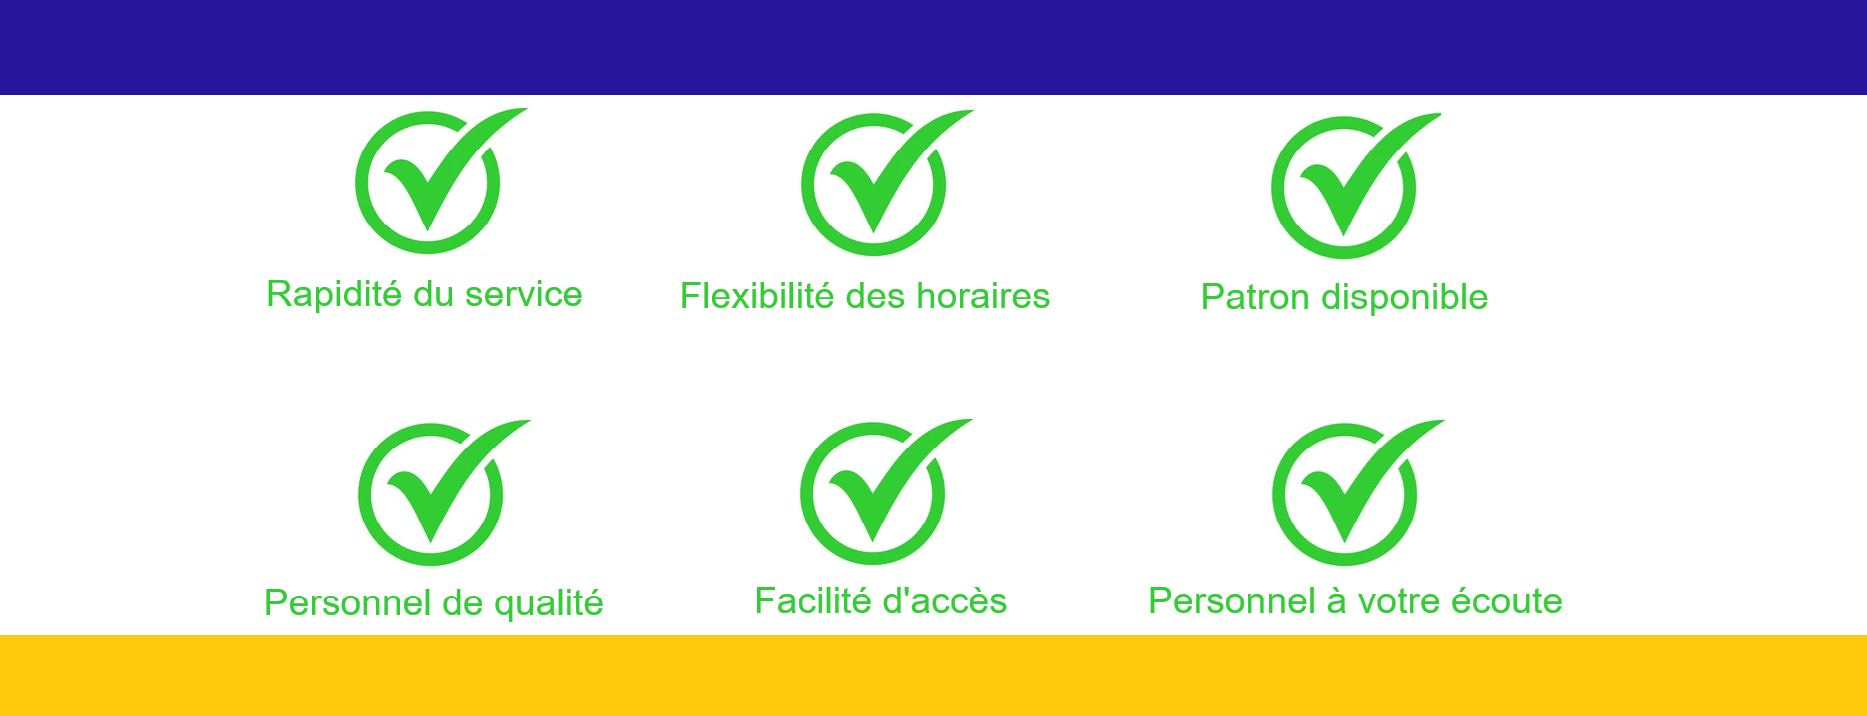 Rapidité du service
Flexibilité des horaires
Patron disponible
Personnel de qualité
Facilité d'accès
Personnel à votre écoute